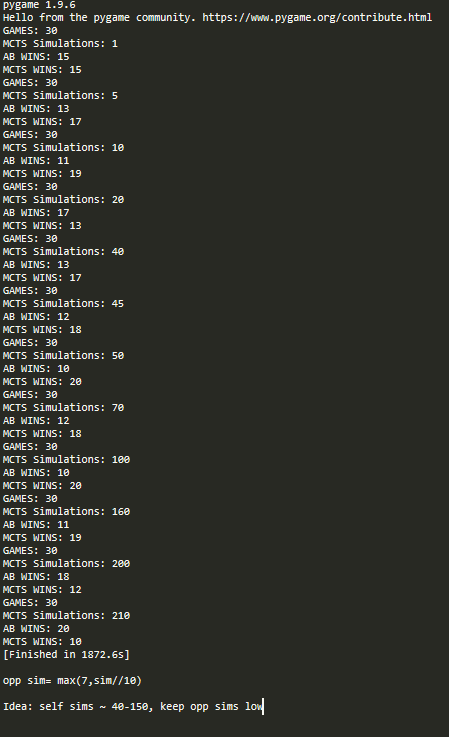 pygame 1.9.6
Hello from the pygame community. https://www.pygame.org/contribute.html
GAMES: 30
MCTS Simulations: 1
AB WINS: 15
MCTS WINS: 15
GAMES: 30
MCTS Simulations: 5
AB WINS: 13
MCTS WINS: 17
GAMES: 30
MCTS Simulations: 10
AB WINS: 11
MCTS WINS: 19
GAMES: 30
MCTS Simulations: 20
AB WINS: 17
MCTS WINS: 13
GAMES: 30
MCTS Simulations: 40
AB WINS: 13
MCTS WINS: 17
GAMES: 30
MCTS Simulations: 45
AB WINS: 12
MCTS WINS: 18
GAMES: 30
MCTS Simulations: 50
AB WINS: 10
MCTS WINS: 20
GAMES: 30
MCTS Simulations: 70
AB WINS: 12
MCTS WINS: 18
GAMES: 30
MCTS Simulations: 100
AB WINS: 10
MCTS WINS: 20
GAMES: 30
MCTS Simulations: 160
AB WINS: 11
MCTS WINS: 19
GAMES: 30
MCTS Simulations: 200
AB WINS: 18
MCTS WINS: 12
GAMES: 30
MCTS Simulations: 210
AB WINS: 20
MCTS WINS: 10
[Finished in 1872.6s]
opp sim= max(7,sim//10)
Idea: self sims ~ 40-150, keep opp sims low